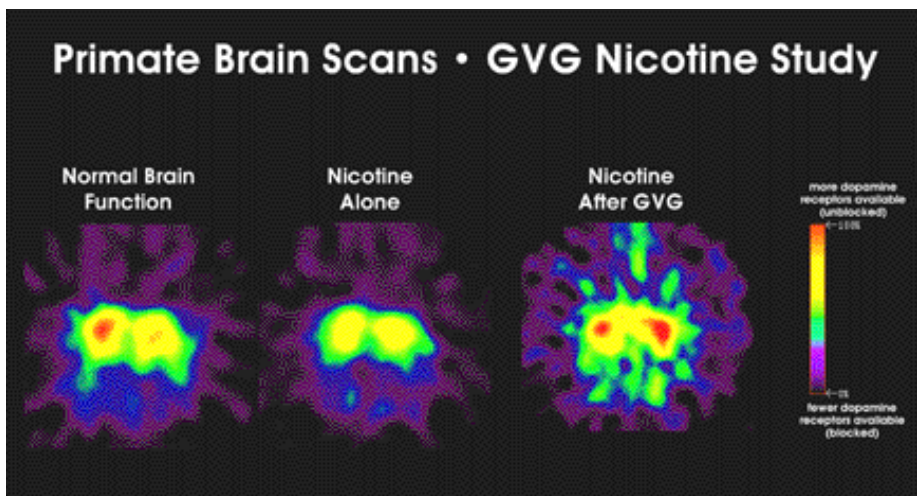 Primate Brain Scans • GVG Nicotine Study
Normal Brain
Function
Nicotine
Alone
Nicotine
After GVG
more dopamine
receptors available
(unblocked)
<-100%
<-0%
fewer dopamine
receptors available
(blocked)